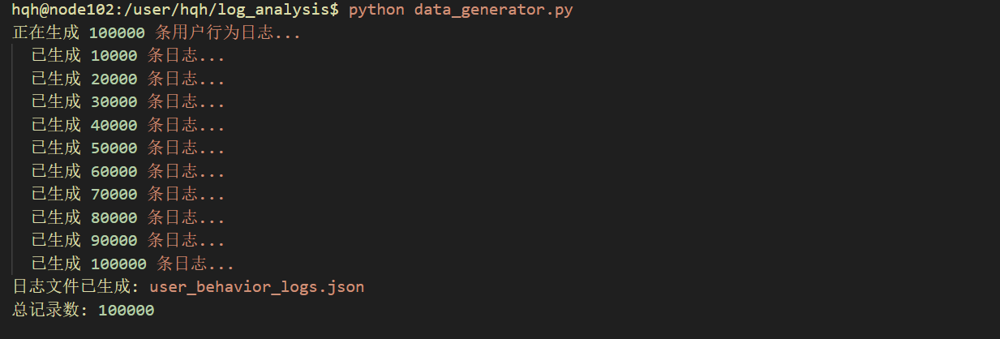 hqh@node102:/user/hqh/log_analysis$ python data_generator.py
正在生成 100000 条用户行为日志...
已生成 10000 条日志...
已生成 20000 条日志...
已生成 30000 条日志...
已生成 40000 条日志...
已生成 50000 条日志...
已生成 60000 条日志...
已生成 70000 条日志...
已生成 80000 条日志...
已生成 90000 条日志...
已生成 100000 条日志...
日志文件已生成: user_behavior_logs.json
总记录数: 100000